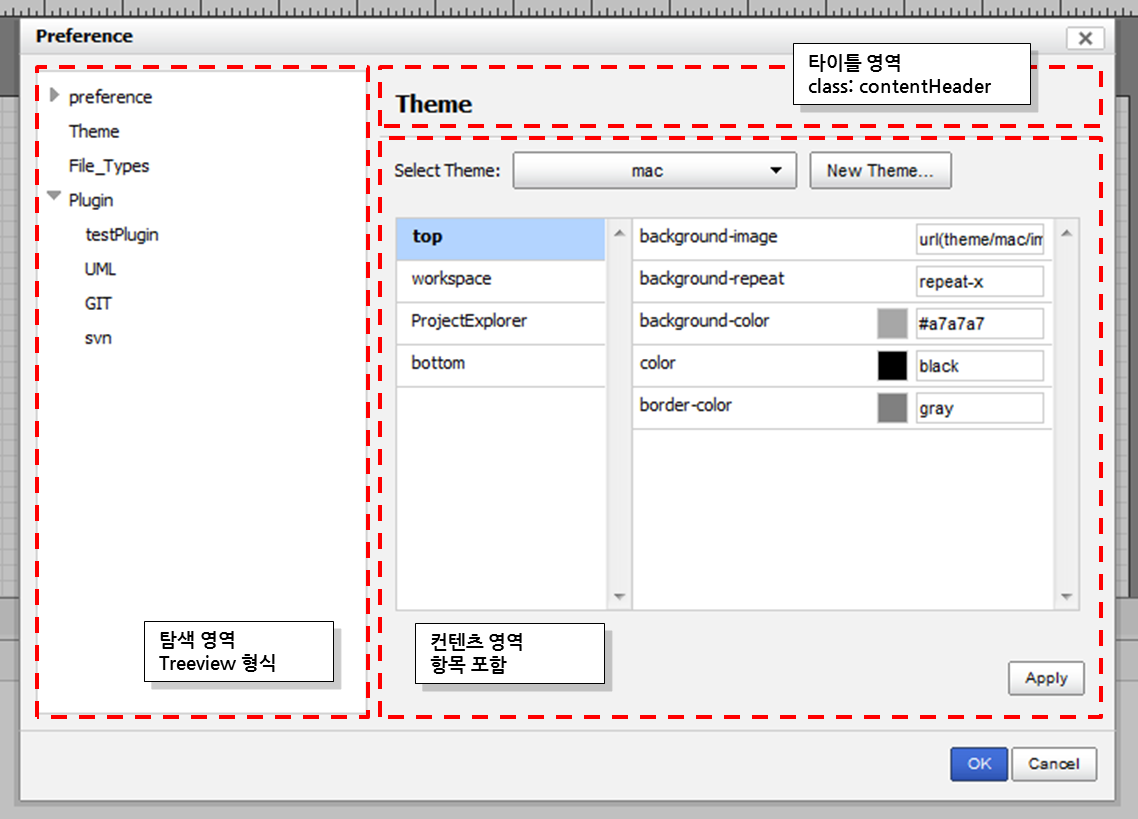 Preference
타이틀 영역
class: contentHeader
preference
Theme
File_Types
Plugin
testPlugin
UML
GIT
svn
탐색 영역
Treeview 형식
Theme
Select Theme:
mac
New Theme...
top
workspace
ProjectExplorer
bottom
background-image
url(theme/mac/im
background-repeat
repeat-x
background-color
#a7a7a7
color
black
border-color
gray
컨텐츠 영역
항목 포함
Apply
OK
Cancel